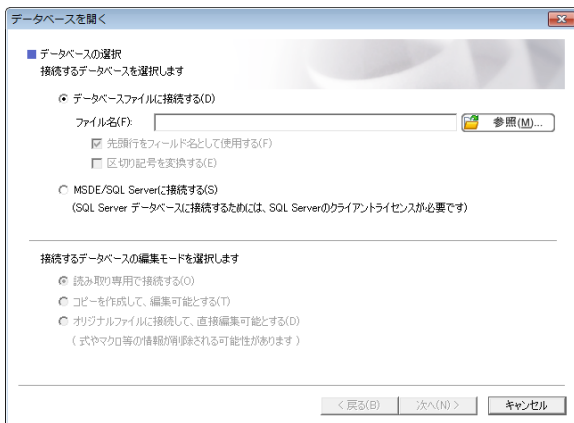 データベースを開く
データベースの選択
接続するデータベースを選択します
データベースファイルに接続する(D)
ファイル名(F):
参照(M)...
先頭行をフィールド名として使用する(F)
区切り記号を変換する(E)
MSDE/SQL Serverに接続する(S)
(SQL Server データベースに接続するためには、SQL Serverのクライアントライセンスが必要です)
接続するデータベースの編集モードを選択します
読み取り専用で接続する(O)
コピーを作成して、編集可能とする(T)
オリジナルファイルに接続して、直接編集可能とする(D)
(式やマクロ等の情報が削除される可能性があります)
< 戻る(B)
次へ(N) >
キャンセル